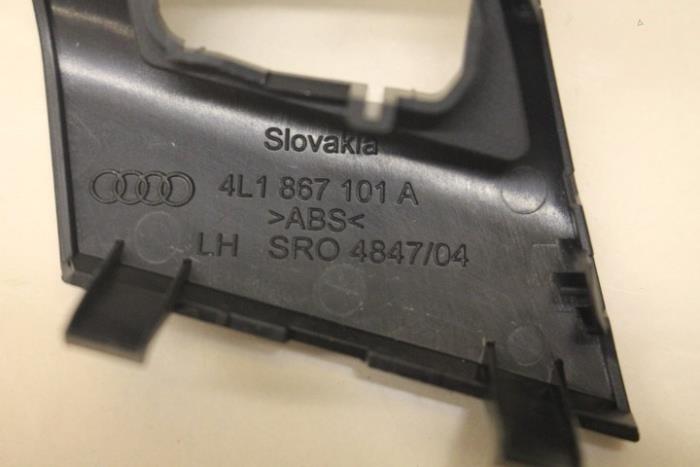 Slovakia
4L1 867 101 A
>ABS<
LH SRO 4847/04